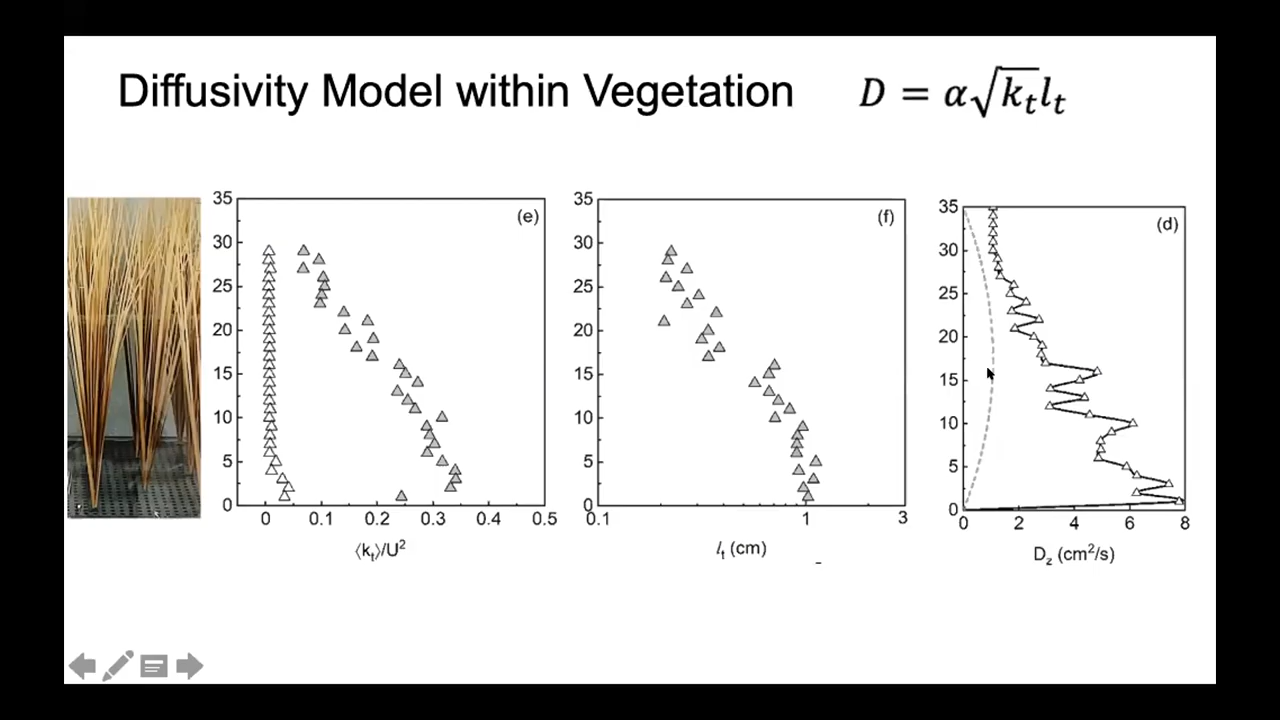 Diffusivity Model within Vegetation D = α√k_t l_t
35
30
25
20
15
10
5
0
(e)
0 0.1 0.2 0.3 0.4 0.5
⟨k_t⟩/U²
35
30
25
20
15
10
5
0
(f)
0.1 1 3
l_t (cm)
35
30
25
20
15
10
5
0
(d)
0 2 4 6 8
D_z (cm²/s)